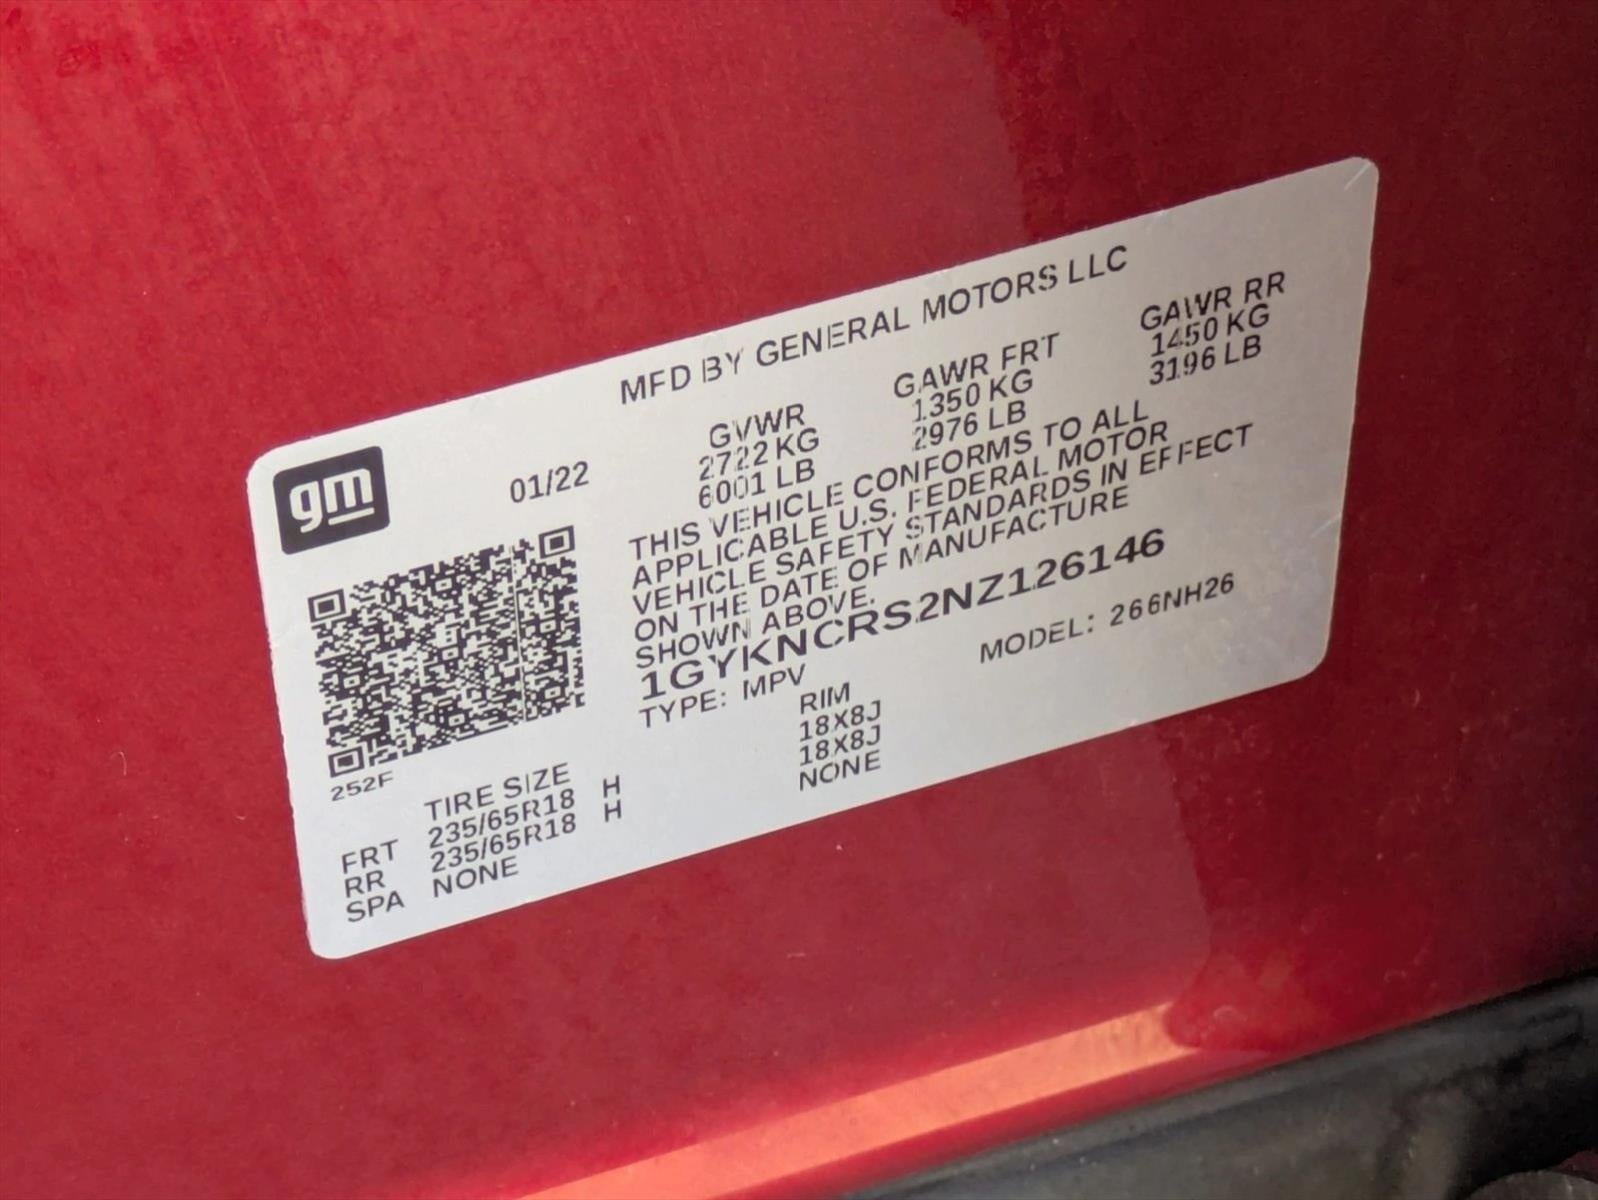 MFD BY GENERAL MOTORS LLC
gm
01/22
GVWR
2722 KG
6001 LB
GAWR FRT
1350 KG
2976 LB
GAWR RR
1450 KG
3196 LB
THIS VEHICLE CONFORMS TO ALL
APPLICABLE U.S. FEDERAL MOTOR
VEHICLE SAFETY STANDARDS IN EFFECT
ON THE DATE OF MANUFACTURE
SHOWN ABOVE.
1GYKNCRS2NZ126146
TYPE: MPV
MODEL: 266NH26
252F
TIRE SIZE
RIM
FRT 235/65R18 H 18X8J
RR 235/65R18 H 18X8J
SPA NONE NONE